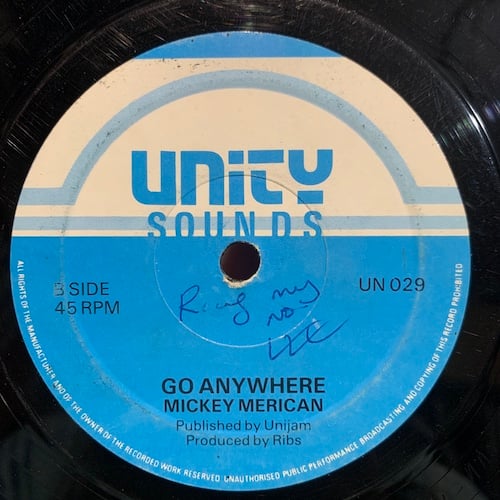 UNITY
SOUNDS
B SIDE
45 RPM
UN 029
my
GO ANYWHERE
MICKEY MERICAN
Published by Unijam
Produced by Ribs
ALL RIGHTS OF THE MANUFACTURER AND OF THE OWNER OF THE RECORDED WORK RESERVED UNAUTHORISED PUBLIC PERFORMANCE BROADCASTING AND COPYING OF THIS RECORD PROHIBITED